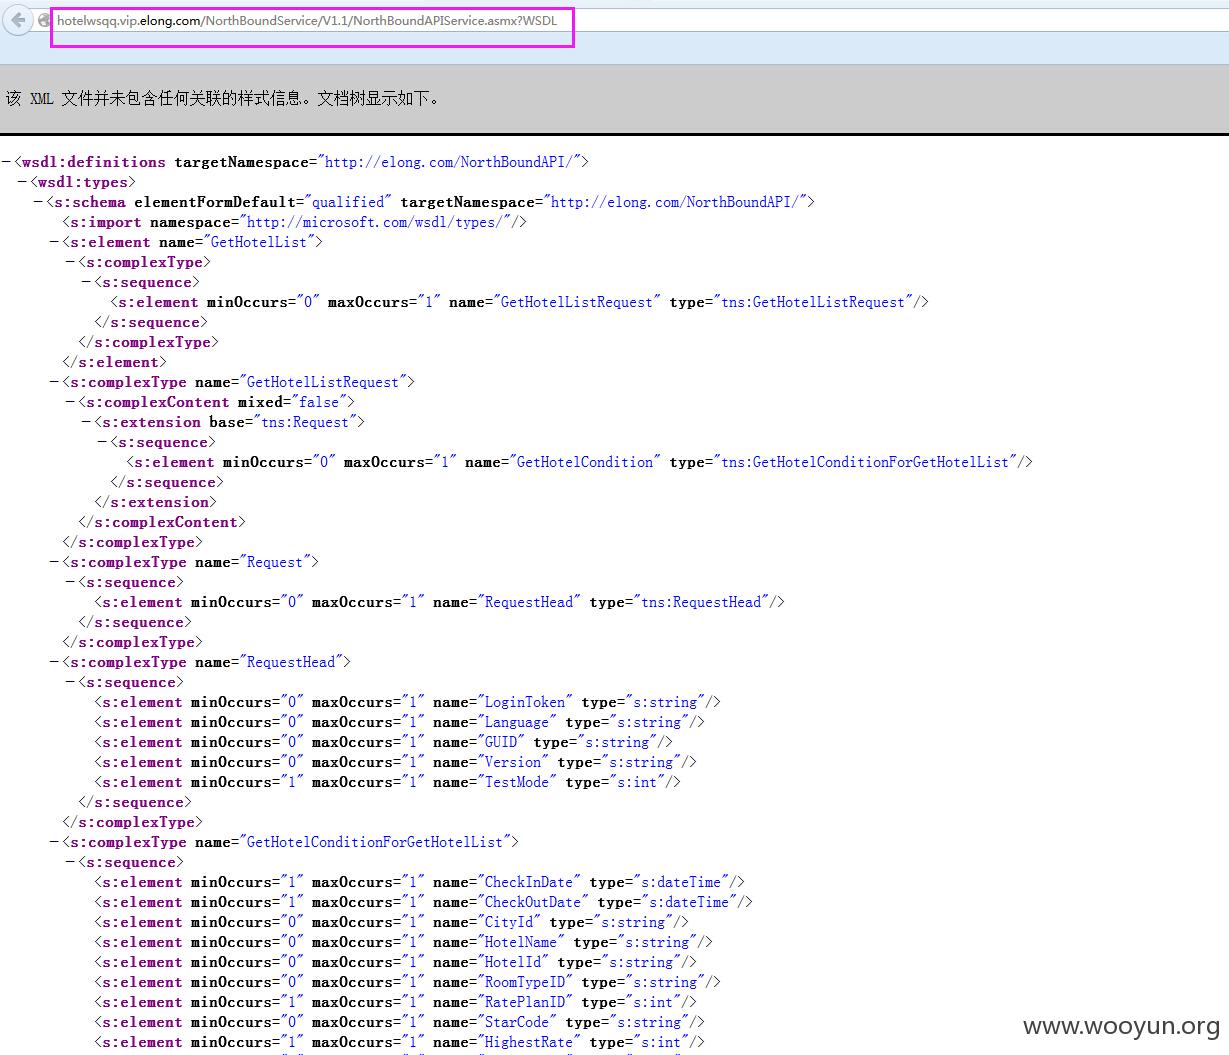 hotelwsqq.vip.elong.com/NorthBoundService/V1.1/NorthBoundAPIService.asmx?WSDL
该 XML 文件并未包含任何关联的样式信息。文档树显示如下。
−<wsdl:definitions targetNamespace="http://elong.com/NorthBoundAPI/">
−<wsdl:types>
−<s:schema elementFormDefault="qualified" targetNamespace="http://elong.com/NorthBoundAPI/">
<s:import namespace="http://microsoft.com/wsdl/types/"/>
−<s:element name="GetHotelList">
−<s:complexType>
−<s:sequence>
<s:element minOccurs="0" maxOccurs="1" name="GetHotelListRequest" type="tns:GetHotelListRequest"/>
</s:sequence>
</s:complexType>
</s:element>
−<s:complexType name="GetHotelListRequest">
−<s:complexContent mixed="false">
−<s:extension base="tns:Request">
−<s:sequence>
<s:element minOccurs="0" maxOccurs="1" name="GetHotelCondition" type="tns:GetHotelConditionForGetHotelList"/>
</s:sequence>
</s:extension>
</s:complexContent>
</s:complexType>
−<s:complexType name="Request">
−<s:sequence>
<s:element minOccurs="0" maxOccurs="1" name="RequestHead" type="tns:RequestHead"/>
</s:sequence>
</s:complexType>
−<s:complexType name="RequestHead">
−<s:sequence>
<s:element minOccurs="0" maxOccurs="1" name="LoginToken" type="s:string"/>
<s:element minOccurs="0" maxOccurs="1" name="Language" type="s:string"/>
<s:element minOccurs="0" maxOccurs="1" name="GUID" type="s:string"/>
<s:element minOccurs="0" maxOccurs="1" name="Version" type="s:string"/>
<s:element minOccurs="1" maxOccurs="1" name="TestMode" type="s:int"/>
</s:sequence>
</s:complexType>
−<s:complexType name="GetHotelConditionForGetHotelList">
−<s:sequence>
<s:element minOccurs="1" maxOccurs="1" name="CheckInDate" type="s:dateTime"/>
<s:element minOccurs="1" maxOccurs="1" name="CheckOutDate" type="s:dateTime"/>
<s:element minOccurs="0" maxOccurs="1" name="CityId" type="s:string"/>
<s:element minOccurs="0" maxOccurs="1" name="HotelName" type="s:string"/>
<s:element minOccurs="0" maxOccurs="1" name="HotelId" type="s:string"/>
<s:element minOccurs="0" maxOccurs="1" name="RoomTypeID" type="s:string"/>
<s:element minOccurs="1" maxOccurs="1" name="RatePlanID" type="s:int"/>
<s:element minOccurs="0" maxOccurs="1" name="StarCode" type="s:string"/>
<s:element minOccurs="1" maxOccurs="1" name="HighestRate" type="s:int"/>
www.wooyun.org